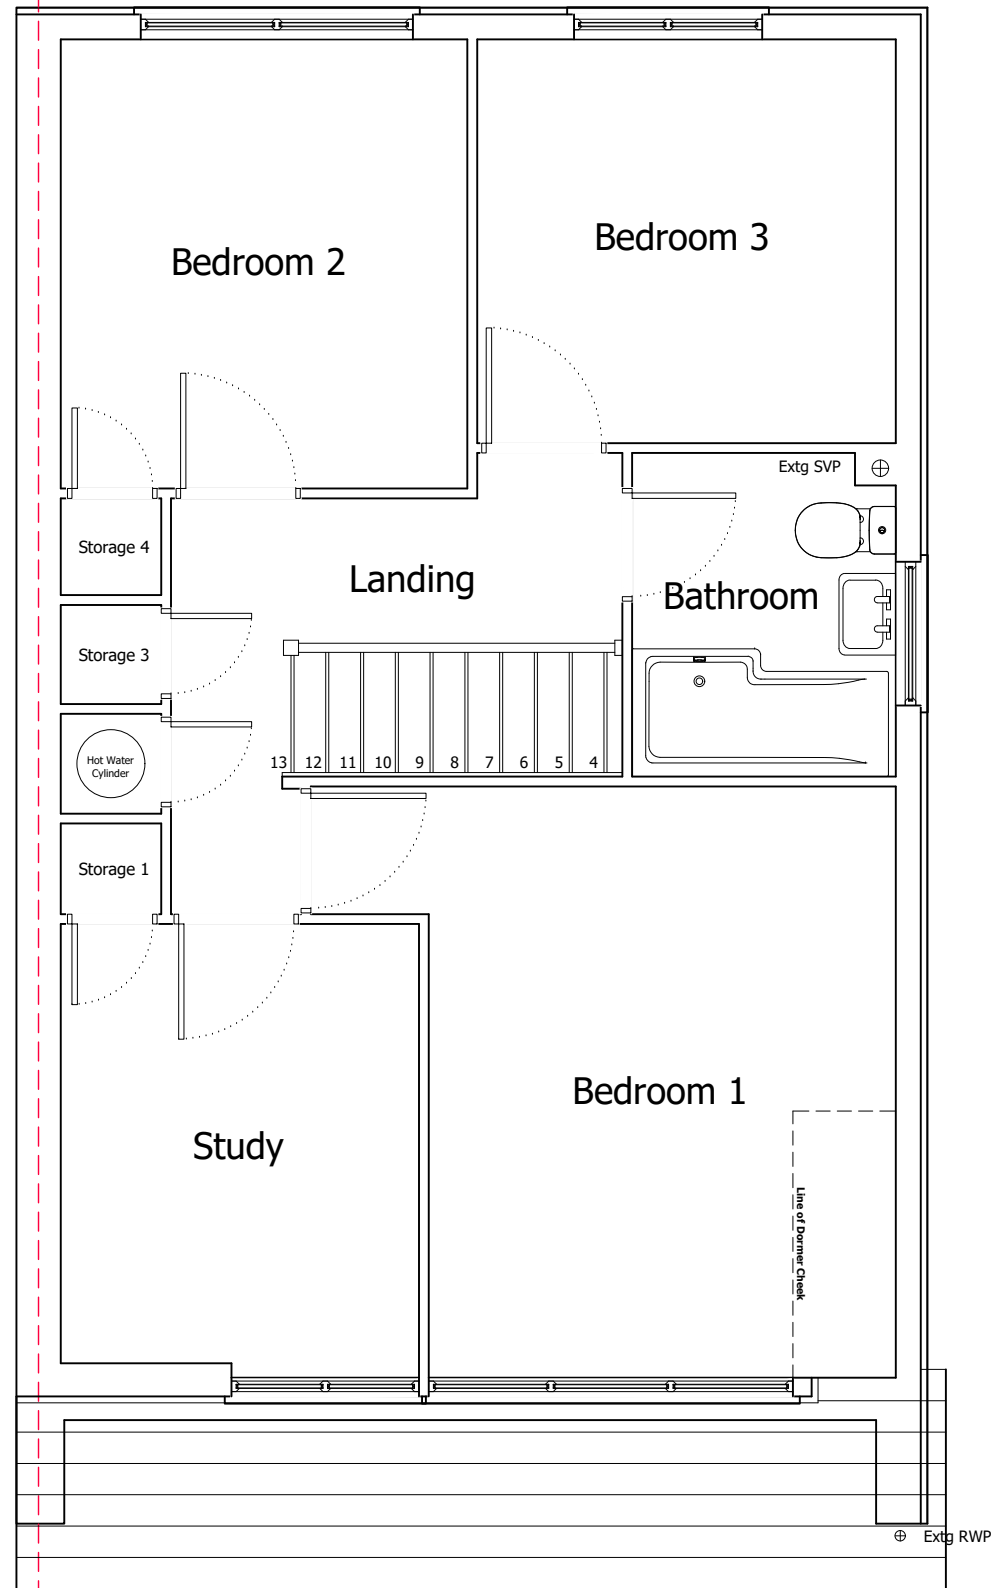 Bedroom 3
Bedroom 2
Extg SVP
Storage 4
Landing
Bathroom
Storage 3
Hot Water
Cylinder
13 12 11 10 9 8 7 6 5 4
Storage 1
Bedroom 1
Study
Line of Dormer Cheek
Extg RWP